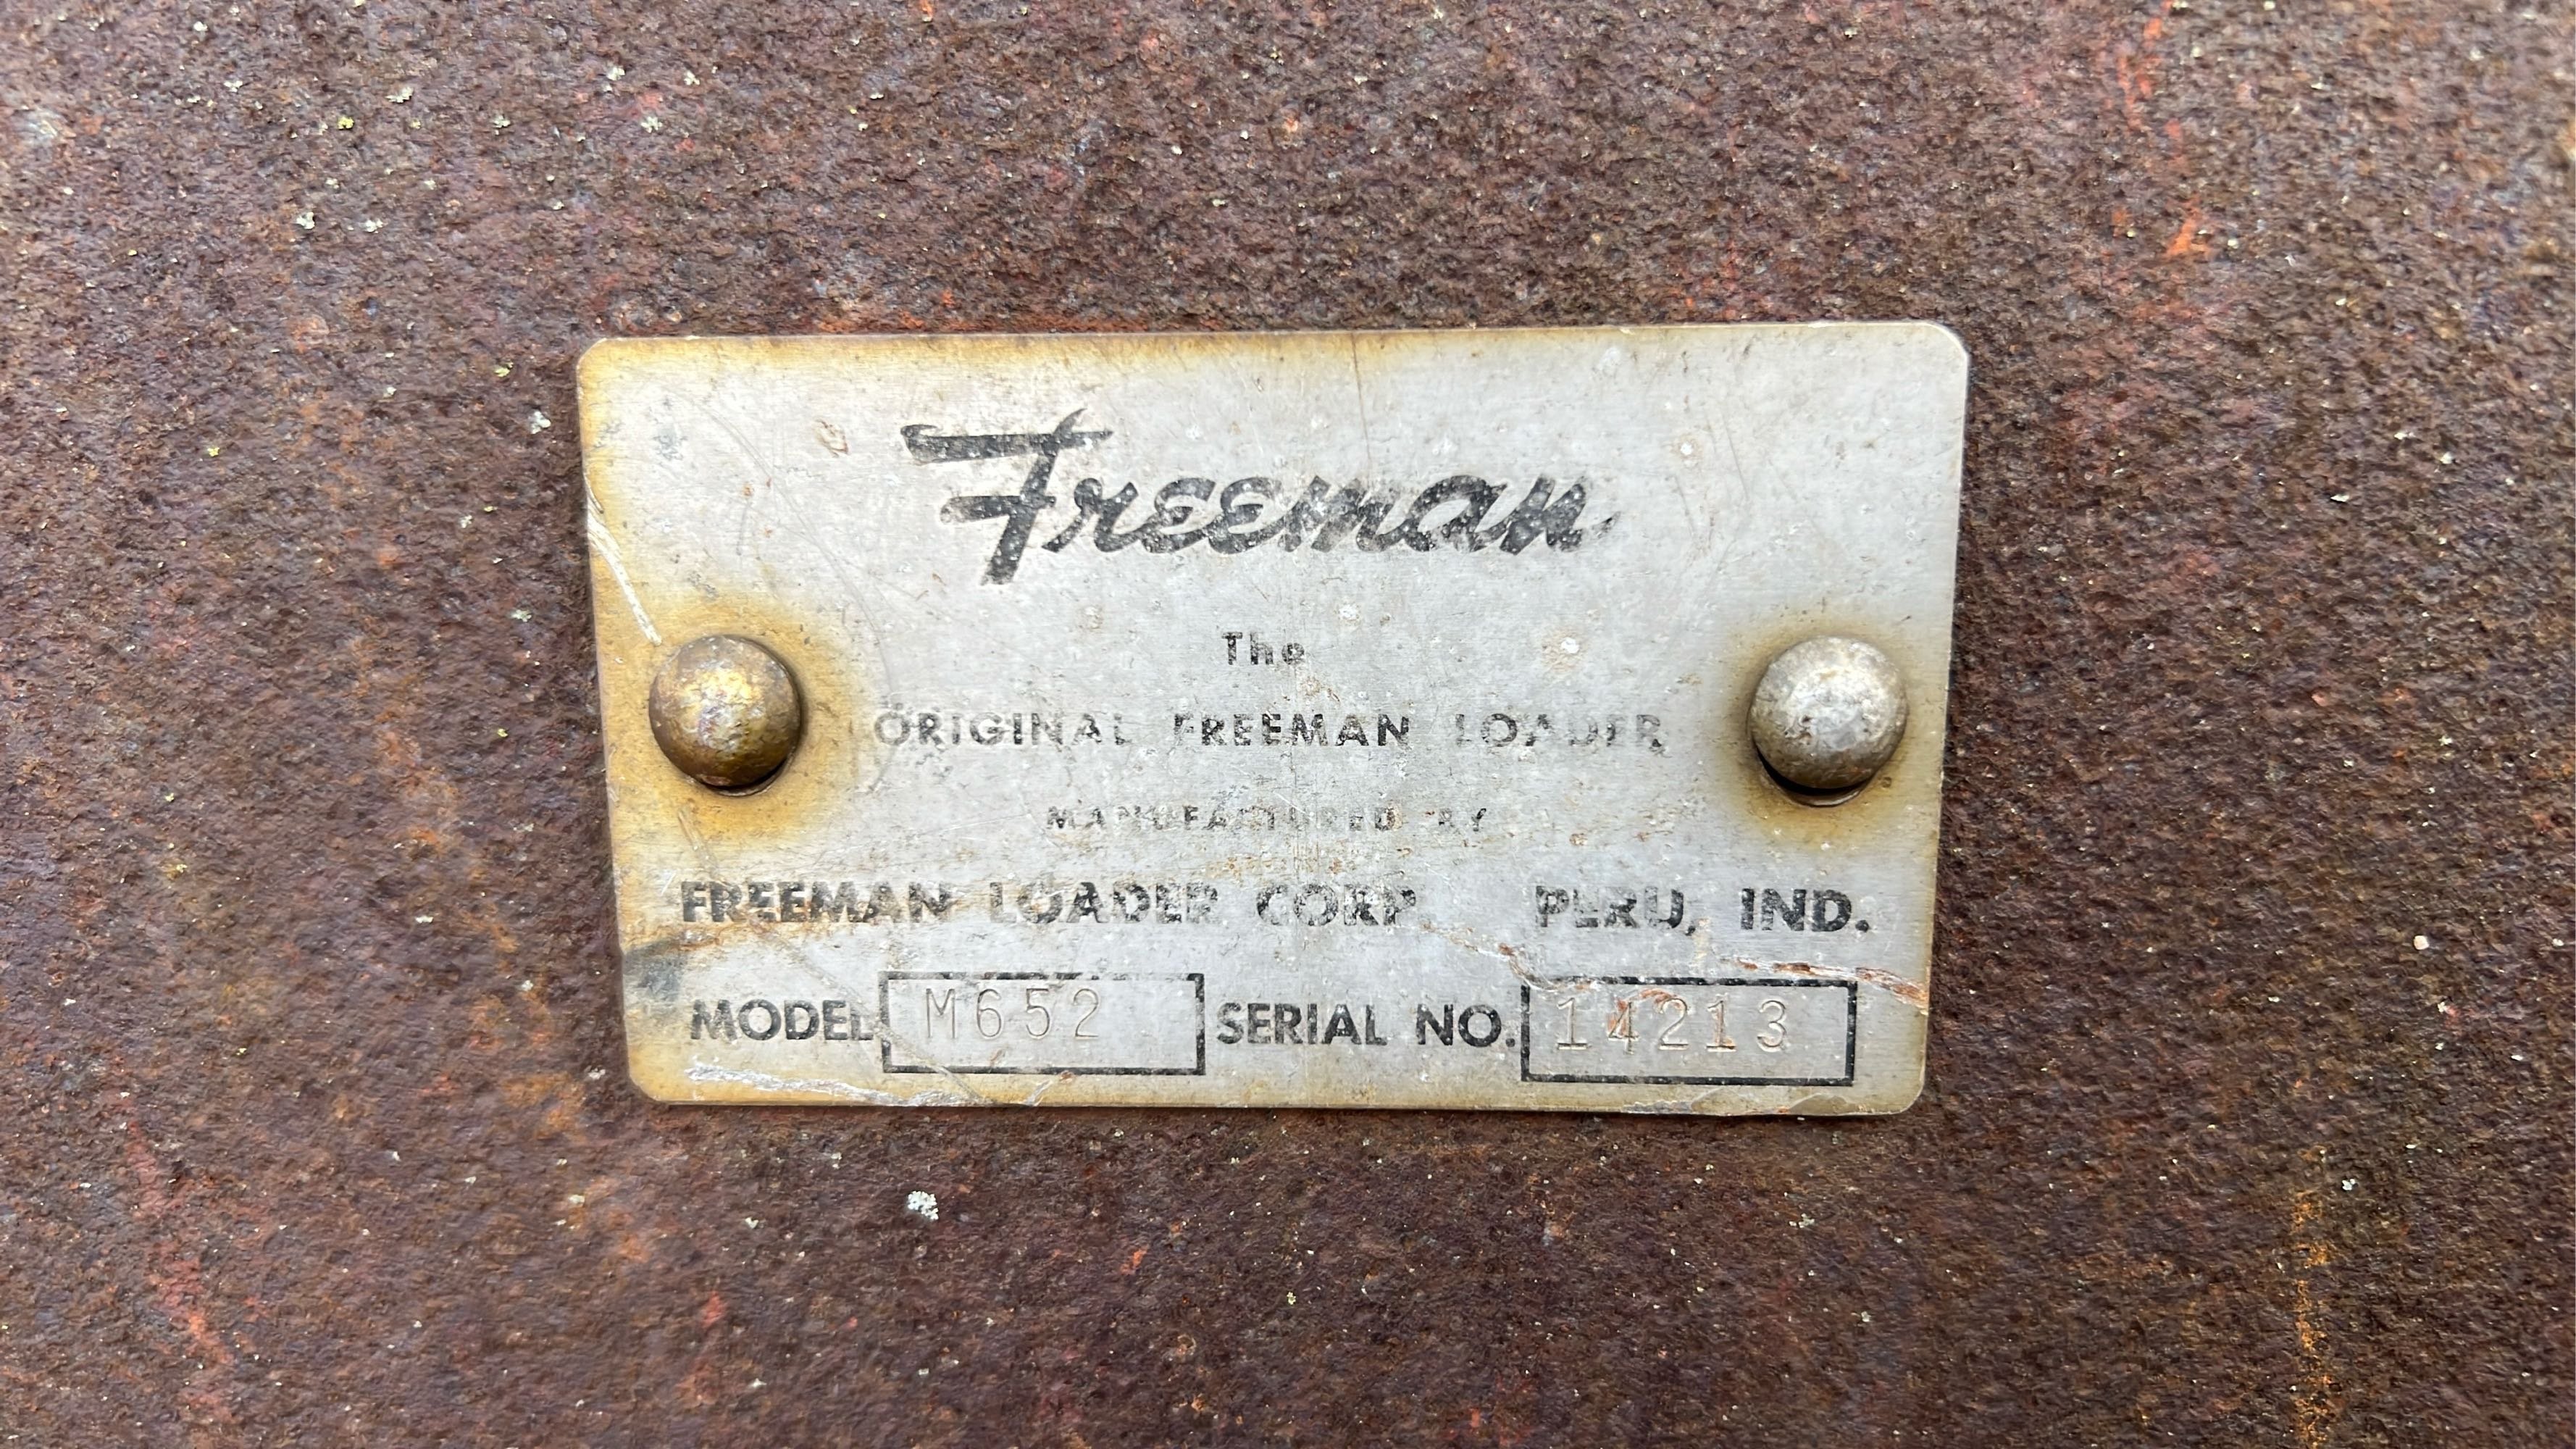 Freeman
The
ORIGINAL FREEMAN LOADER
MANUFACTURED BY
FREEMAN LOADER CORP. PERU, IND.
MODEL M652 SERIAL NO. 14213